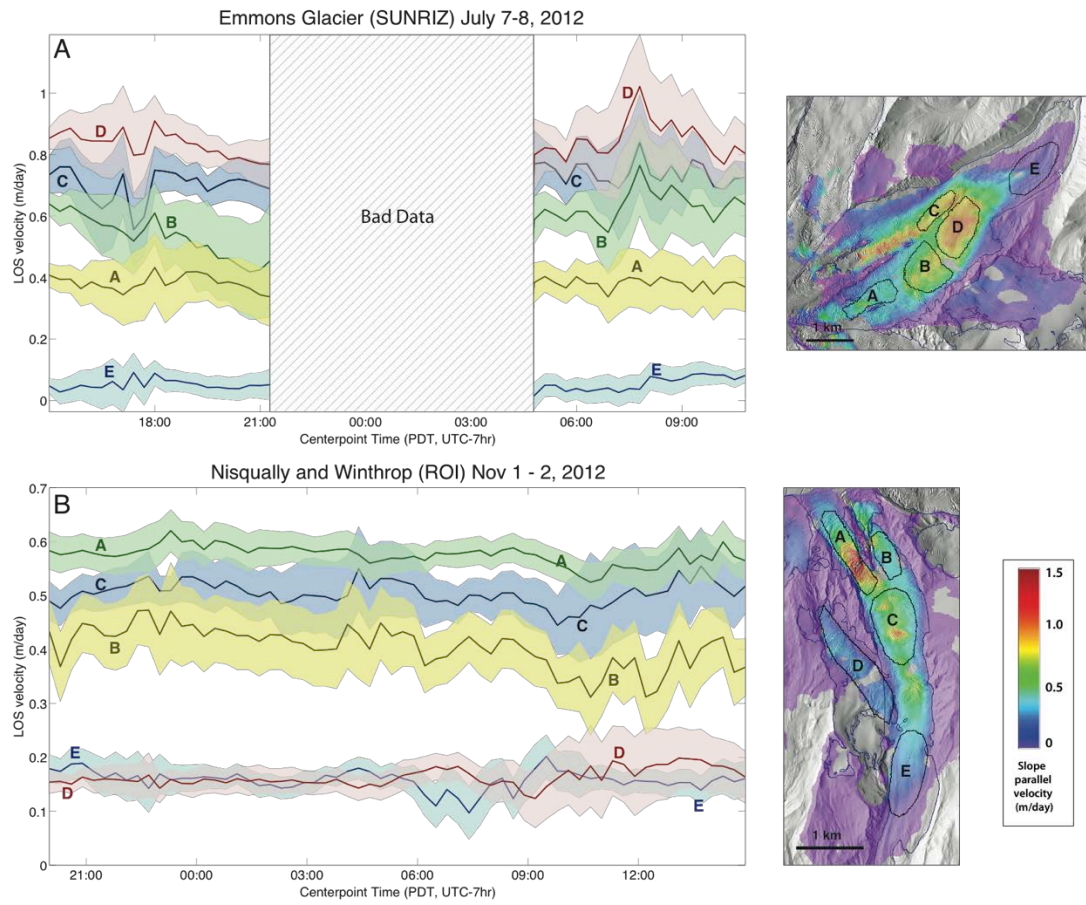 Emmons Glacier (SUNRIZ) July 7-8, 2012
A
1
0.8
0.6
0.4
0.2
0
LOS velocity (m/day)
D
C
B
A
E
Bad Data
D
C
B
A
E
18:00 21:00 00:00 03:00 06:00 09:00
Centerpoint Time (PDT, UTC-7hr)
E
C
D
B
A
1 km
Nisqually and Winthrop (ROI) Nov 1 - 2, 2012
B
0.7
0.6
0.5
0.4
0.3
0.2
0.1
0
LOS velocity (m/day)
A
C
B
E
D
A
C
B
D
E
21:00 00:00 03:00 06:00 09:00 12:00
Centerpoint Time (PDT, UTC-7hr)
A
B
C
D
E
1 km
1.5
1.0
0.5
0
Slope
parallel
velocity
(m/day)